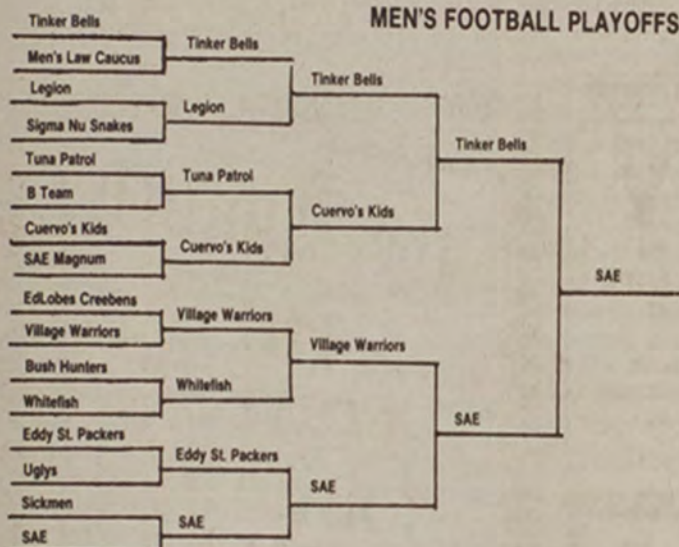 MEN'S FOOTBALL PLAYOFFS
Tinker Bells
Men's Law Caucus
Legion
Sigma Nu Snakes
Tuna Patrol
B Team
Cuervo's Kids
SAE Magnum
EdLobes Creebens
Village Warriors
Bush Hunters
Whitefish
Eddy St. Packers
Uglys
Sickmen
SAE
Tinker Bells
Legion
Tuna Patrol
Cuervo's Kids
Village Warriors
Whitefish
Eddy St. Packers
SAE
Tinker Bells
Cuervo's Kids
Village Warriors
SAE
Tinker Bells
SAE
SAE